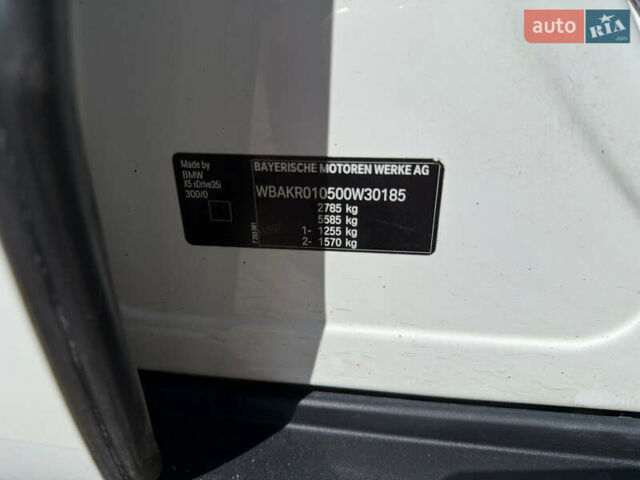 auto RIA
Made by
BMW
X5 xDrive35i
300/0
BAYERISCHE MOTOREN WERKE AG
WBAKR010500W30185
2785 kg
5585 kg
1- 1255 kg
2- 1570 kg